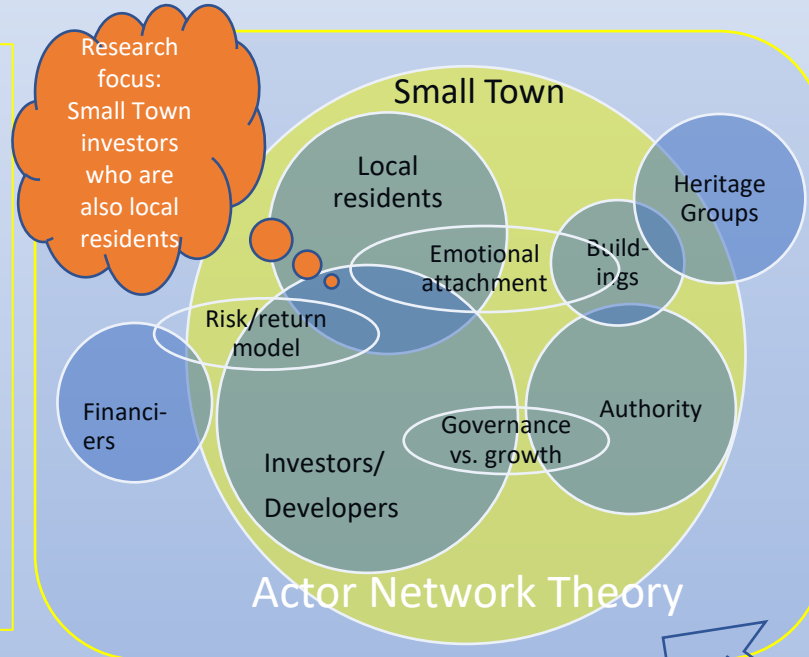 Research
focus:
Small Town
investors
who are
also local
residents
Small Town
Local
residents
Heritage
Groups
Emotional
attachment
Build-
ings
Risk/return
model
Financi-
ers
Authority
Governance
vs. growth
Investors/
Developers
Actor Network Theory